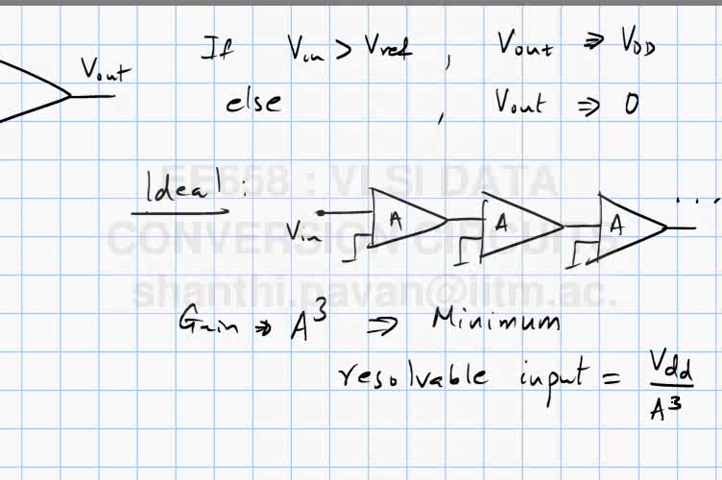 Vout
If Vin > Vref , Vout ⇒ VDD
else , Vout ⇒ 0
EE658 : VLSI DATA
CONVERSION CIRCUITS
shanthi.pavan@iitm.ac.
Ideal :
Vin A A A ...
Gain ⇒ A³ ⇒ Minimum
resolvable input = Vdd / A³